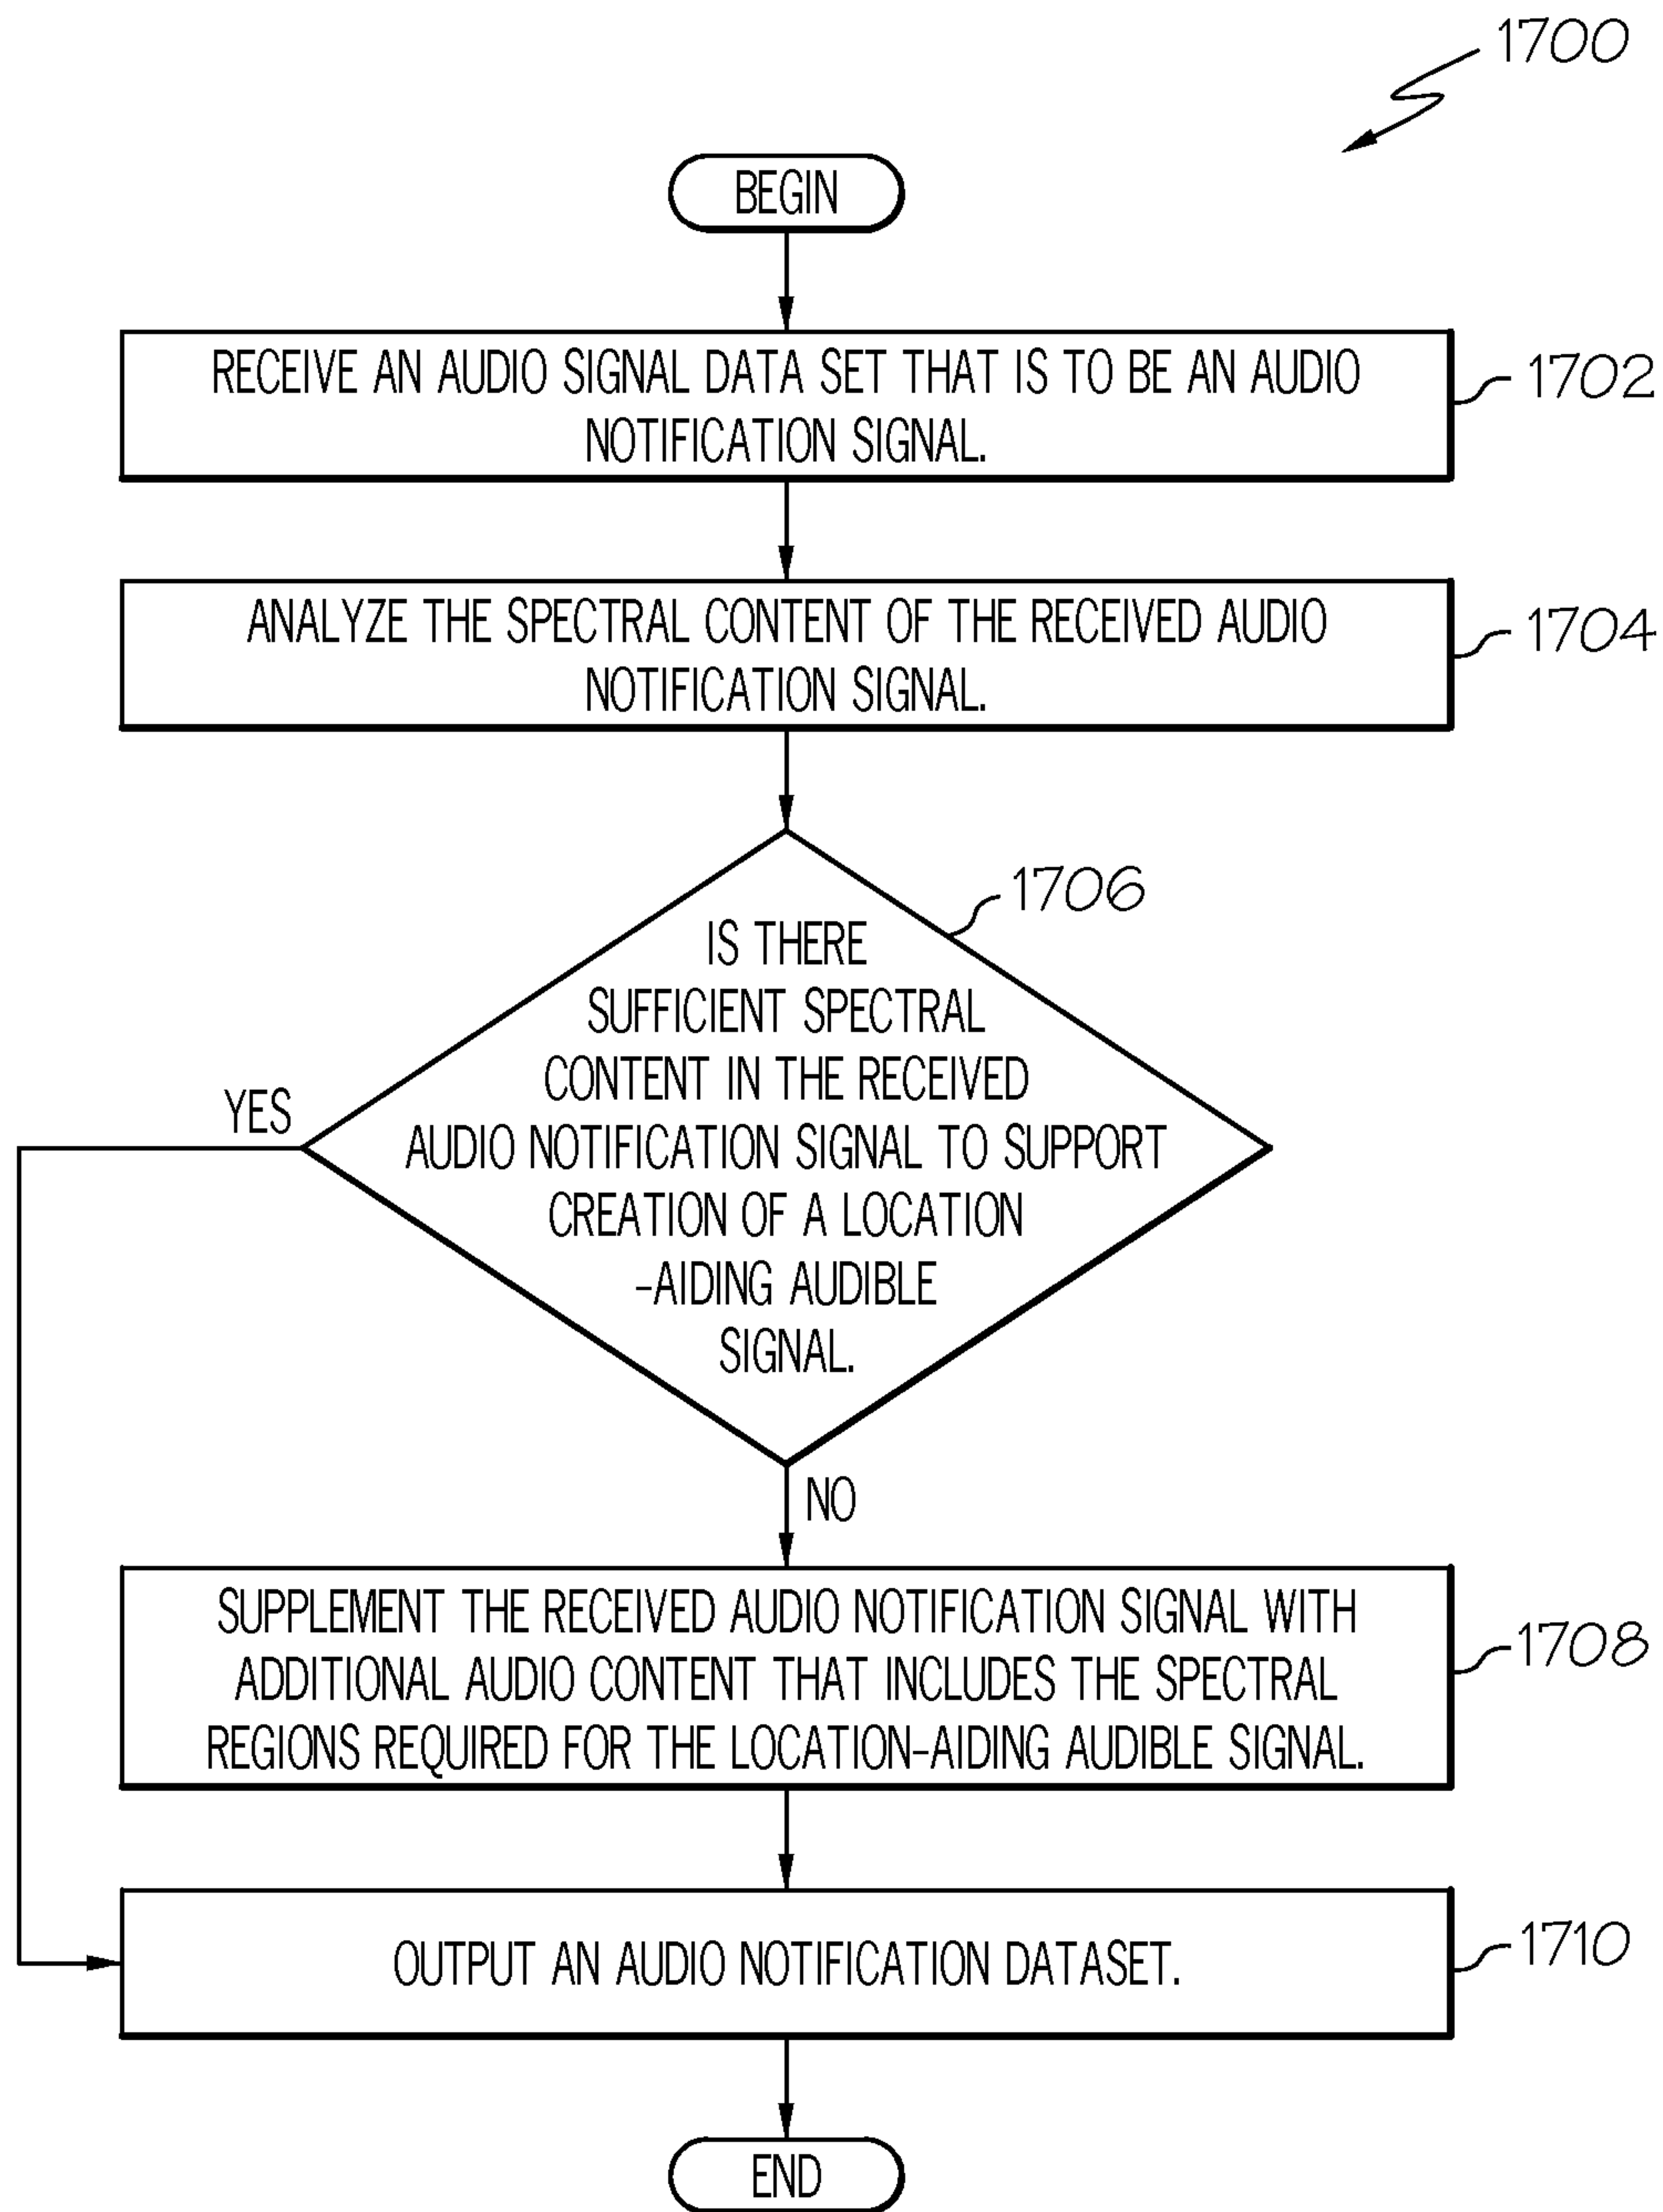 1700
BEGIN
RECEIVE AN AUDIO SIGNAL DATA SET THAT IS TO BE AN AUDIO
NOTIFICATION SIGNAL.
1702
ANALYZE THE SPECTRAL CONTENT OF THE RECEIVED AUDIO
NOTIFICATION SIGNAL.
1704
1706
IS THERE
SUFFICIENT SPECTRAL
CONTENT IN THE RECEIVED
AUDIO NOTIFICATION SIGNAL TO SUPPORT
CREATION OF A LOCATION
-AIDING AUDIBLE
SIGNAL.
YES
NO
SUPPLEMENT THE RECEIVED AUDIO NOTIFICATION SIGNAL WITH
ADDITIONAL AUDIO CONTENT THAT INCLUDES THE SPECTRAL
REGIONS REQUIRED FOR THE LOCATION-AIDING AUDIBLE SIGNAL.
1708
OUTPUT AN AUDIO NOTIFICATION DATASET.
1710
END